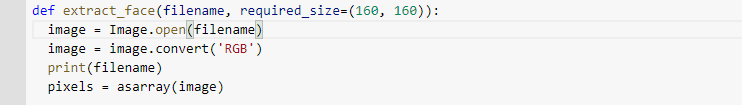 def extract_face(filename, required_size=(160, 160)):
  image = Image.open(filename)
  image = image.convert('RGB')
  print(filename)
  pixels = asarray(image)